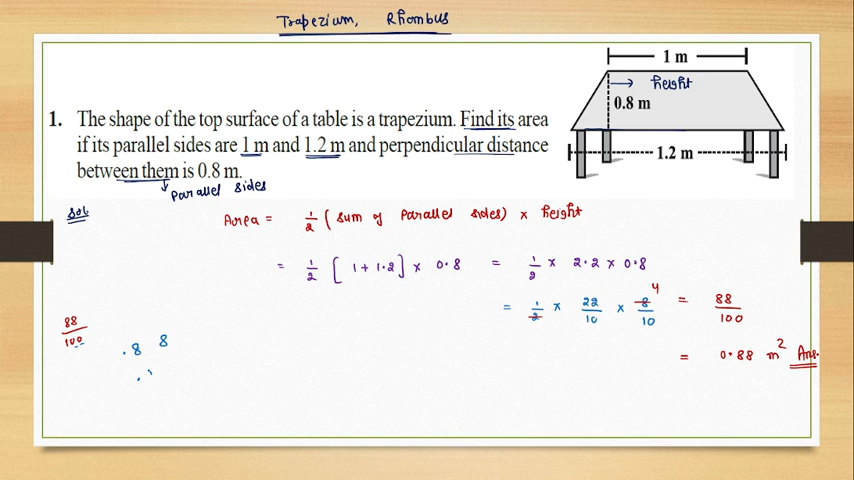 Trapezium, Rhombus
1 m
→ height
0.8 m
1.2 m
1. The shape of the top surface of a table is a trapezium. Find its area
if its parallel sides are 1 m and 1.2 m and perpendicular distance
between them is 0.8 m.
Parallel sides
Sol
Area = 1/2 (sum of Parallel sides) × height
= 1/2 [1 + 1.2] × 0.8 = 1/2 × 2.2 × 0.8
= 1/2 × 22/10 × 8/10 4 = 88/100
88/100
.8 8
= 0.88 m² Ans.